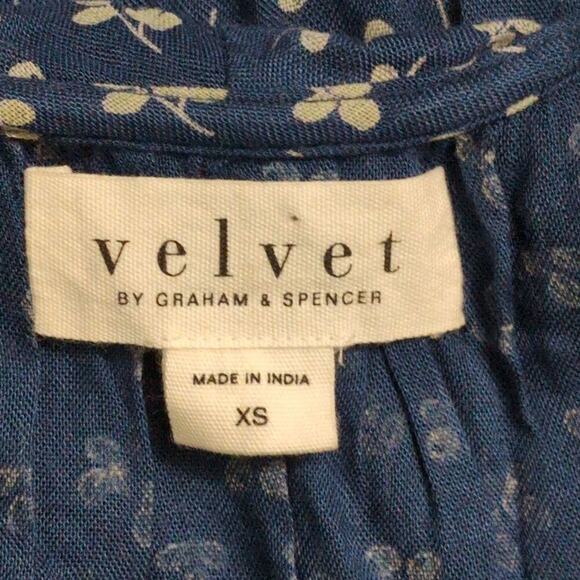 velvet
BY GRAHAM & SPENCER
MADE IN INDIA
XS